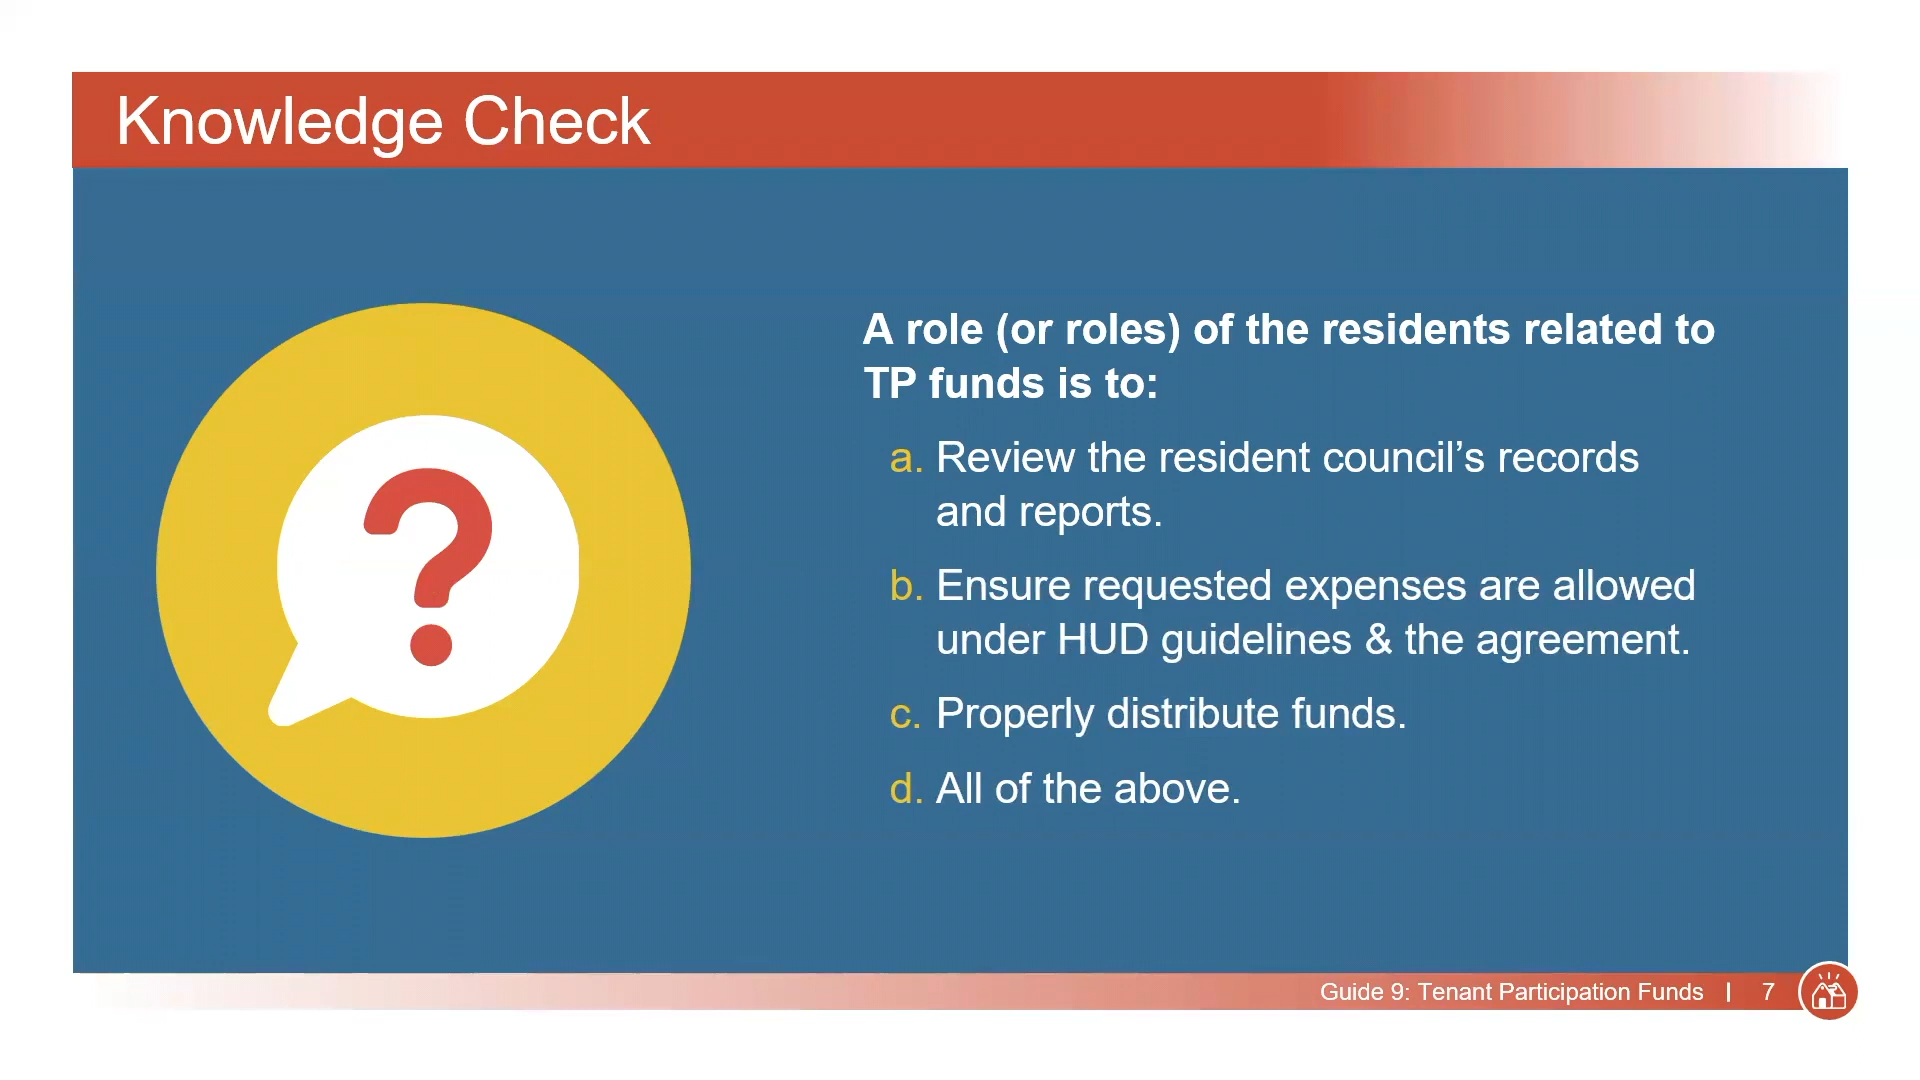 Knowledge Check
A role (or roles) of the residents related to
TP funds is to:
a. Review the resident council’s records
and reports.
b. Ensure requested expenses are allowed
under HUD guidelines & the agreement.
c. Properly distribute funds.
d. All of the above.
Guide 9: Tenant Participation Funds | 7